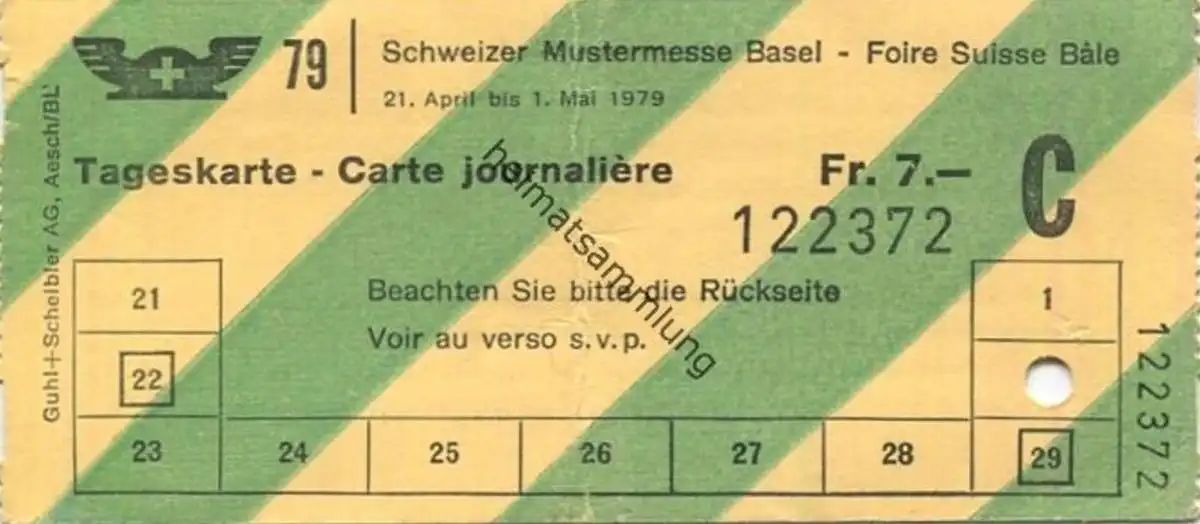 79
Schweizer Mustermesse Basel - Foire Suisse Bâle
21. April bis 1. Mai 1979
Tageskarte - Carte journalière
Fr. 7.—
C
122372
Beachten Sie bitte die Rückseite
Voir au verso s.v.p.
21
1
22
23
24
25
26
27
28
29
Guhl+Scheibler AG, Aesch/BL
122372
heimatsammlung